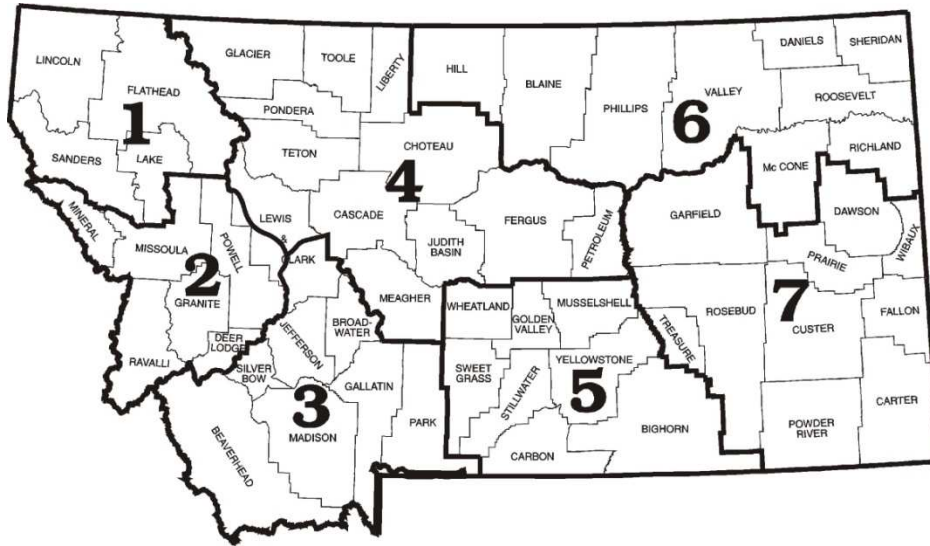 LINCOLN
FLATHEAD
1
SANDERS
LAKE
GLACIER
TOOLE
LIBERTY
PONDERA
TETON
CHOTEAU
4
LEWIS
&
CLARK
CASCADE
JUDITH
BASIN
FERGUS
PETROLEUM
MEAGHER
HILL
BLAINE
PHILLIPS
VALLEY
6
DANIELS
SHERIDAN
ROOSEVELT
RICHLAND
Mc CONE
MINERAL
MISSOULA
POWELL
2
GRANITE
RAVALLI
DEER
LODGE
SILVER
BOW
JEFFERSON
BROAD-
WATER
GALLATIN
3
MADISON
PARK
BEAVERHEAD
WHEATLAND
GOLDEN
VALLEY
MUSSELSHELL
SWEET
GRASS
STILLWATER
YELLOWSTONE
5
CARBON
BIGHORN
GARFIELD
DAWSON
WIBAUX
PRAIRIE
ROSEBUD
TREASURE
7
CUSTER
FALLON
CARTER
POWDER
RIVER